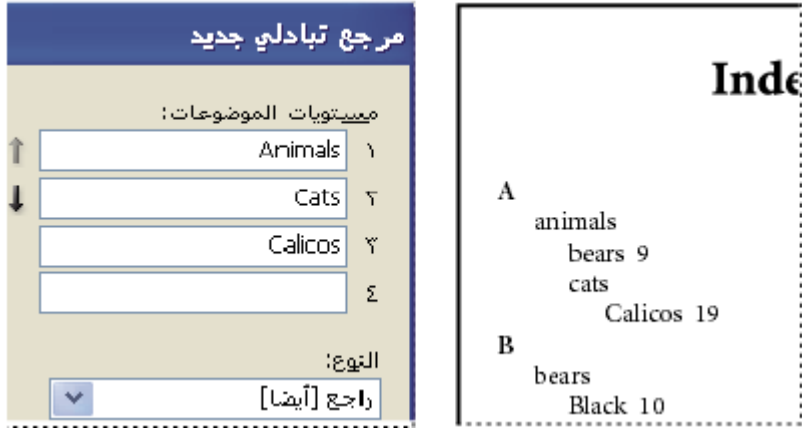 مرجع تبادلي جديد
مستويات الموضوعات:
١ Animals
٢ Cats
٣ Calicos
٤
النوع:
راجع [أيضا]
Inde
A
animals
bears 9
cats
Calicos 19
B
bears
Black 10